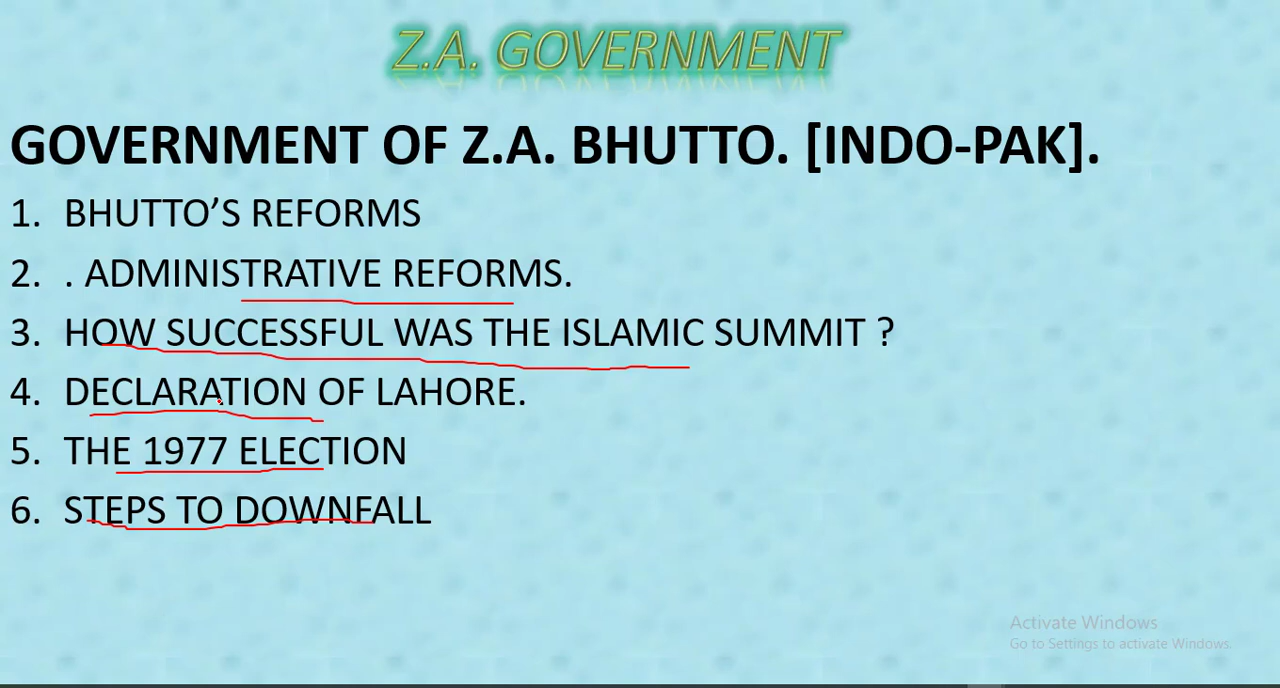 Z.A. GOVERNMENT
GOVERNMENT OF Z.A. BHUTTO. [INDO-PAK].
1. BHUTTO’S REFORMS
2. . ADMINISTRATIVE REFORMS.
3. HOW SUCCESSFUL WAS THE ISLAMIC SUMMIT ?
4. DECLARATION OF LAHORE.
5. THE 1977 ELECTION
6. STEPS TO DOWNFALL
Activate Windows
Go to Settings to activate Windows.